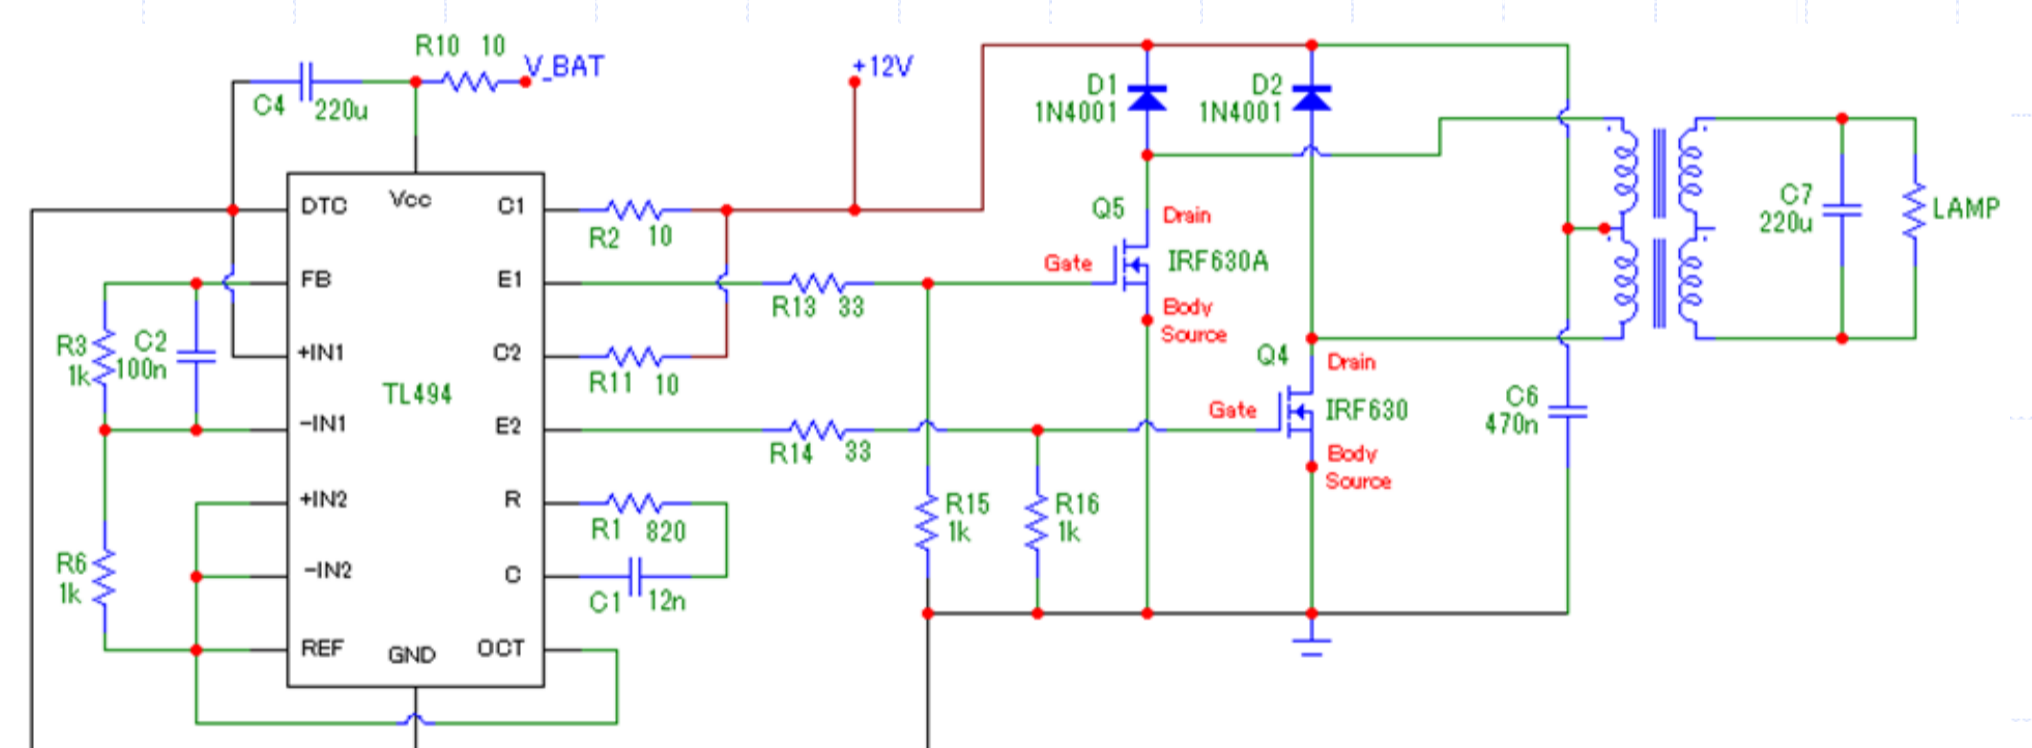 R10 10
V_BAT
C4
220u
+12V
D1
1N4001
D2
1N4001
DTC
Vcc
C1
R2 10
Q5
Drain
Gate
IRF630A
Body
Source
C7
220u
LAMP
FB
E1
R13 33
R3
1k
C2
100n
+IN1
C2
R11 10
TL494
-IN1
E2
R14 33
Q4
Drain
Gate
IRF630
Body
Source
C6
470n
+IN2
R
R1 820
R15
1k
R16
1k
R6
1k
-IN2
C
C1 12n
REF
GND
OCT